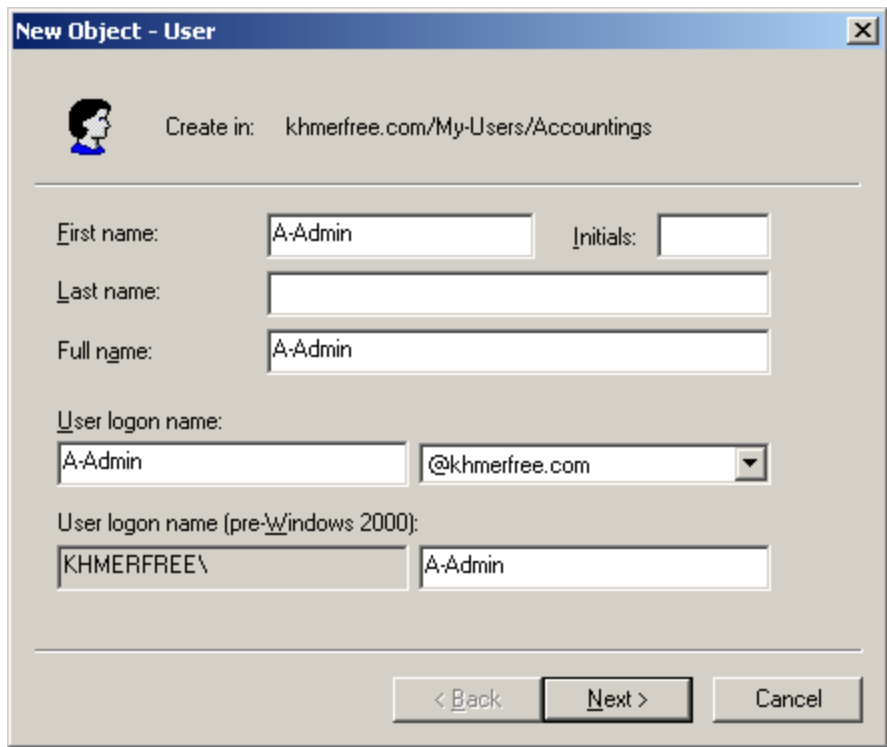 New Object - User
Create in: khmerfree.com/My-Users/Accountings
First name: A-Admin Initials:
Last name:
Full name: A-Admin
User logon name:
A-Admin @khmerfree.com
User logon name (pre-Windows 2000):
KHMERFREE\ A-Admin
< Back Next > Cancel